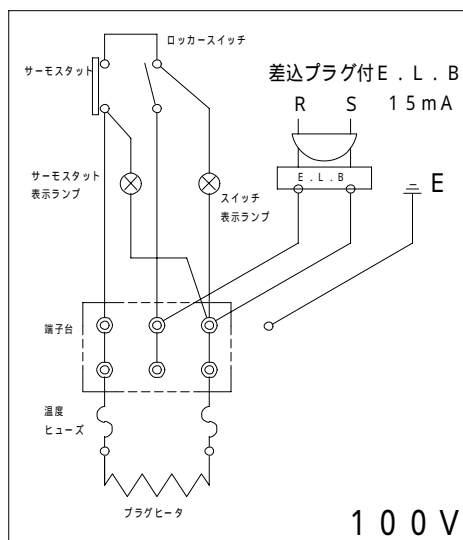 ロッカースイッチ
サーモスタット
差込プラグ付E．L．B
R S 15mA
サーモスタット
表示ランプ
E．L．B
スイッチ
表示ランプ
E
端子台
温度
ヒューズ
プラグヒータ
100V